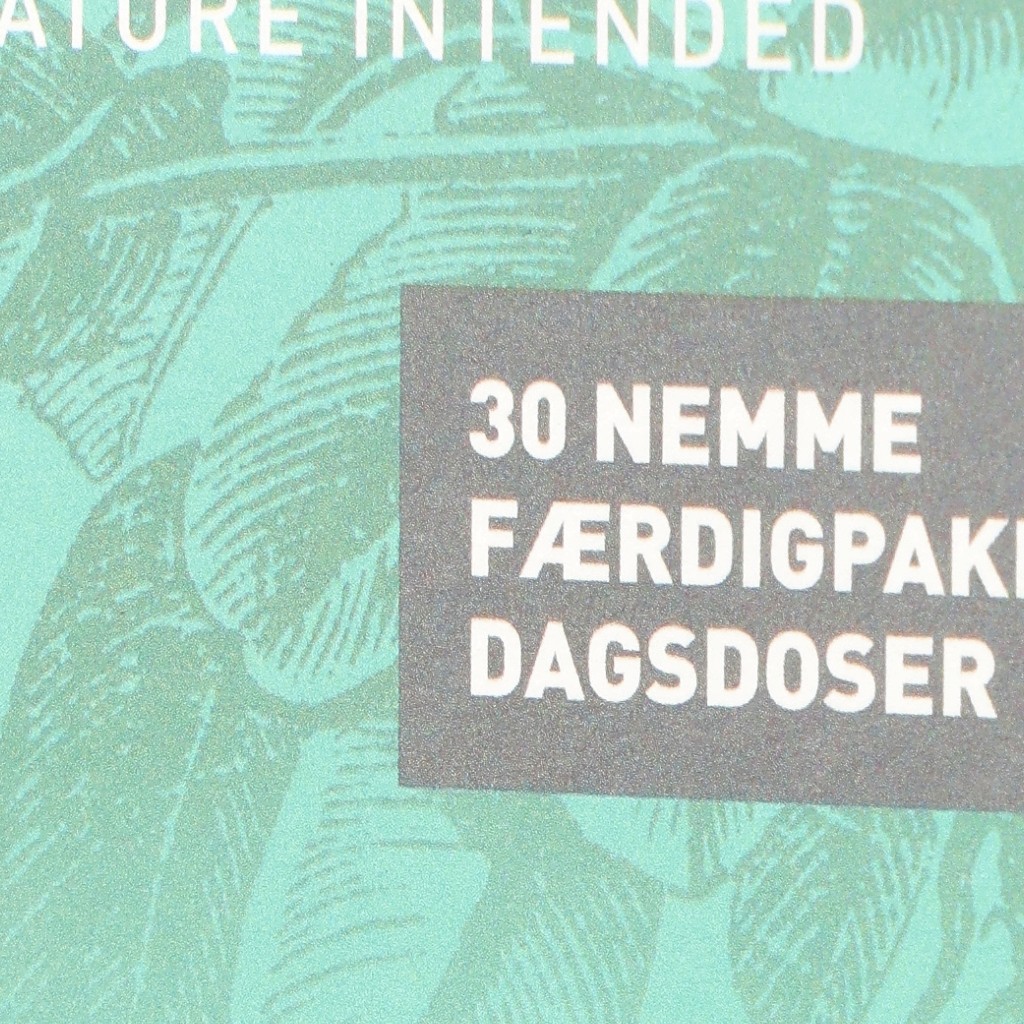 ATURE INTENDED
30 NEMME
FÆRDIGPAK
DAGSDOSER